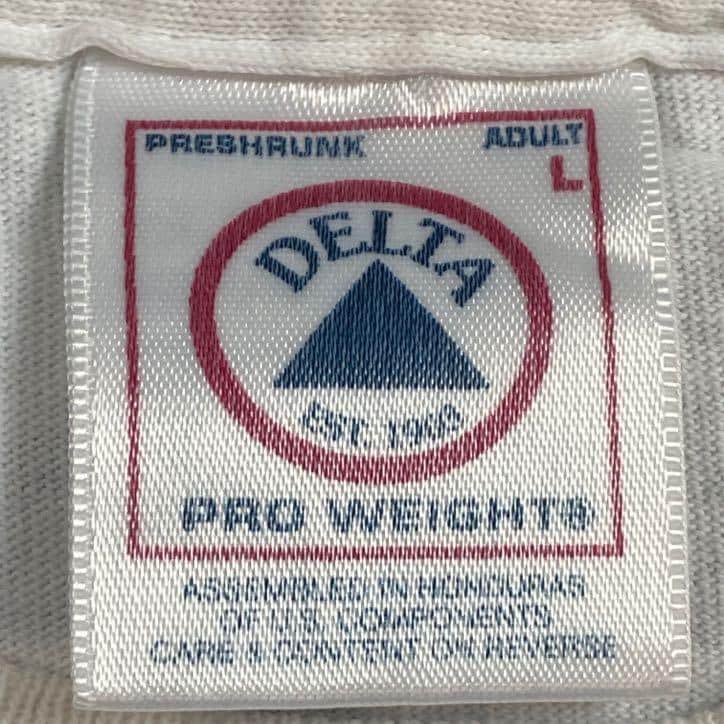 PRESHRUNK ADULT
L
DELTA
EST. 1903
PRO WEIGHT®
ASSEMBLED IN HONDURAS
OF U.S. COMPONENTS
CARE & CONTENT ON REVERSE